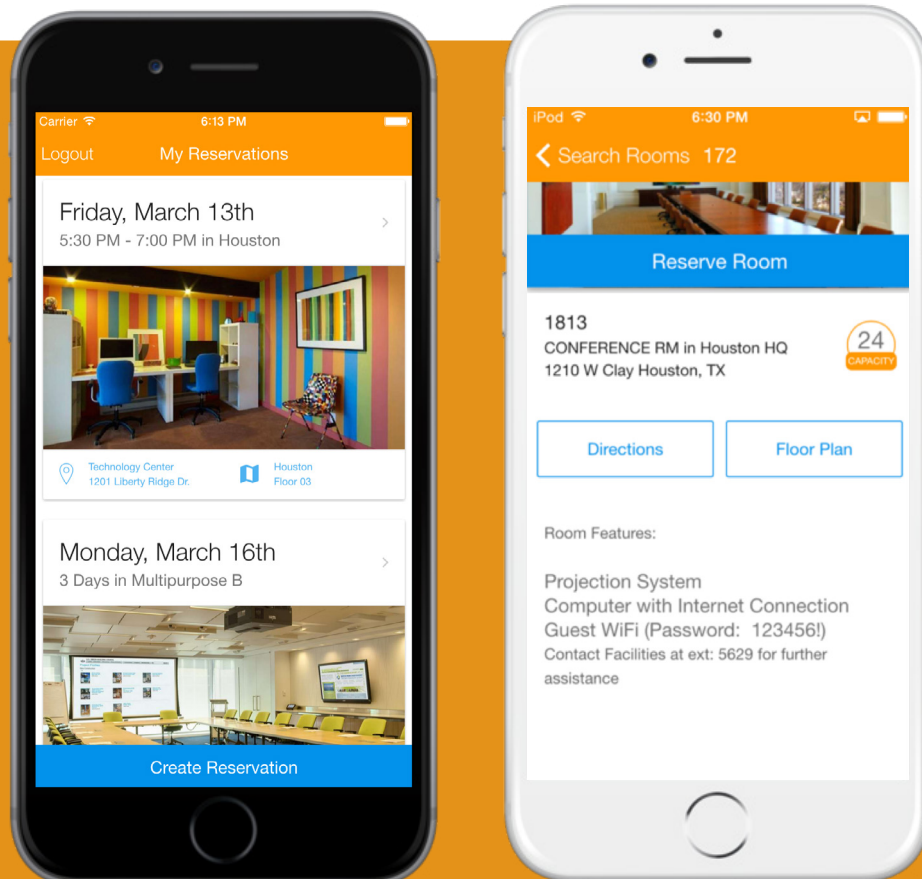 Carrier 6:13 PM
Logout My Reservations
Friday, March 13th
5:30 PM - 7:00 PM in Houston
Technology Center
1201 Liberty Ridge Dr.
Houston
Floor 03
Monday, March 16th
3 Days in Multipurpose B
Create Reservation
iPod 6:30 PM
Search Rooms 172
Reserve Room
1813
CONFERENCE RM in Houston HQ
1210 W Clay Houston, TX
24
CAPACITY
Directions
Floor Plan
Room Features:
Projection System
Computer with Internet Connection
Guest WiFi (Password: 123456!)
Contact Facilities at ext: 5629 for further
assistance